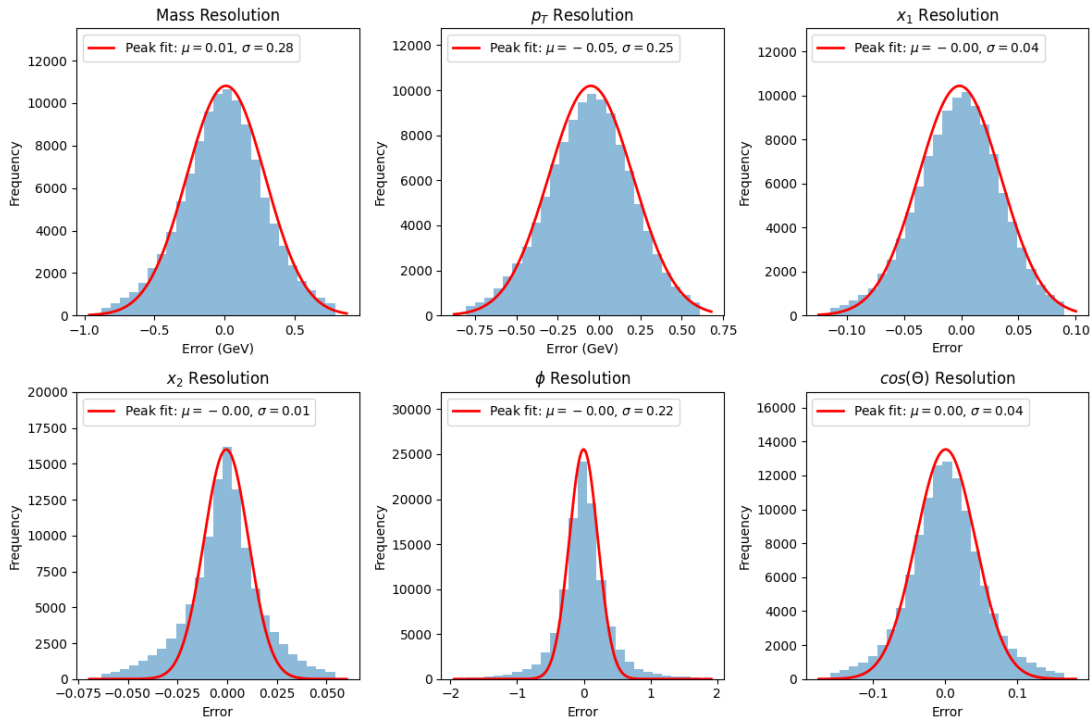 Mass Resolution
Peak fit: μ = 0.01, σ = 0.28
12000
10000
8000
6000
4000
2000
0
Frequency
−1.0 −0.5 0.0 0.5
Error (GeV)
p_T Resolution
Peak fit: μ = −0.05, σ = 0.25
12000
10000
8000
6000
4000
2000
0
Frequency
−0.75 −0.50 −0.25 0.00 0.25 0.50 0.75
Error (GeV)
x_1 Resolution
Peak fit: μ = −0.00, σ = 0.04
12000
10000
8000
6000
4000
2000
0
Frequency
−0.10 −0.05 0.00 0.05 0.10
Error
x_2 Resolution
Peak fit: μ = −0.00, σ = 0.01
20000
17500
15000
12500
10000
7500
5000
2500
0
Frequency
−0.075 −0.050 −0.025 0.000 0.025 0.050
Error
ϕ Resolution
Peak fit: μ = −0.00, σ = 0.22
30000
25000
20000
15000
10000
5000
0
Frequency
−2 −1 0 1 2
Error
cos(Θ) Resolution
Peak fit: μ = 0.00, σ = 0.04
16000
14000
12000
10000
8000
6000
4000
2000
0
Frequency
−0.1 0.0 0.1
Error